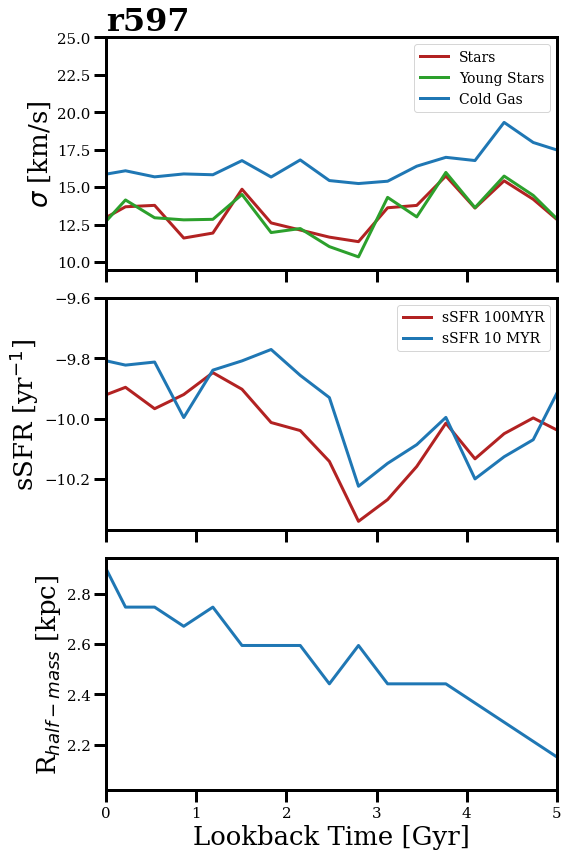 r597
σ [km/s]
25.0
22.5
20.0
17.5
15.0
12.5
10.0
Stars
Young Stars
Cold Gas
sSFR [yr⁻¹]
−9.6
−9.8
−10.0
−10.2
sSFR 100MYR
sSFR 10 MYR
R_half−mass [kpc]
2.8
2.6
2.4
2.2
0 1 2 3 4 5
Lookback Time [Gyr]